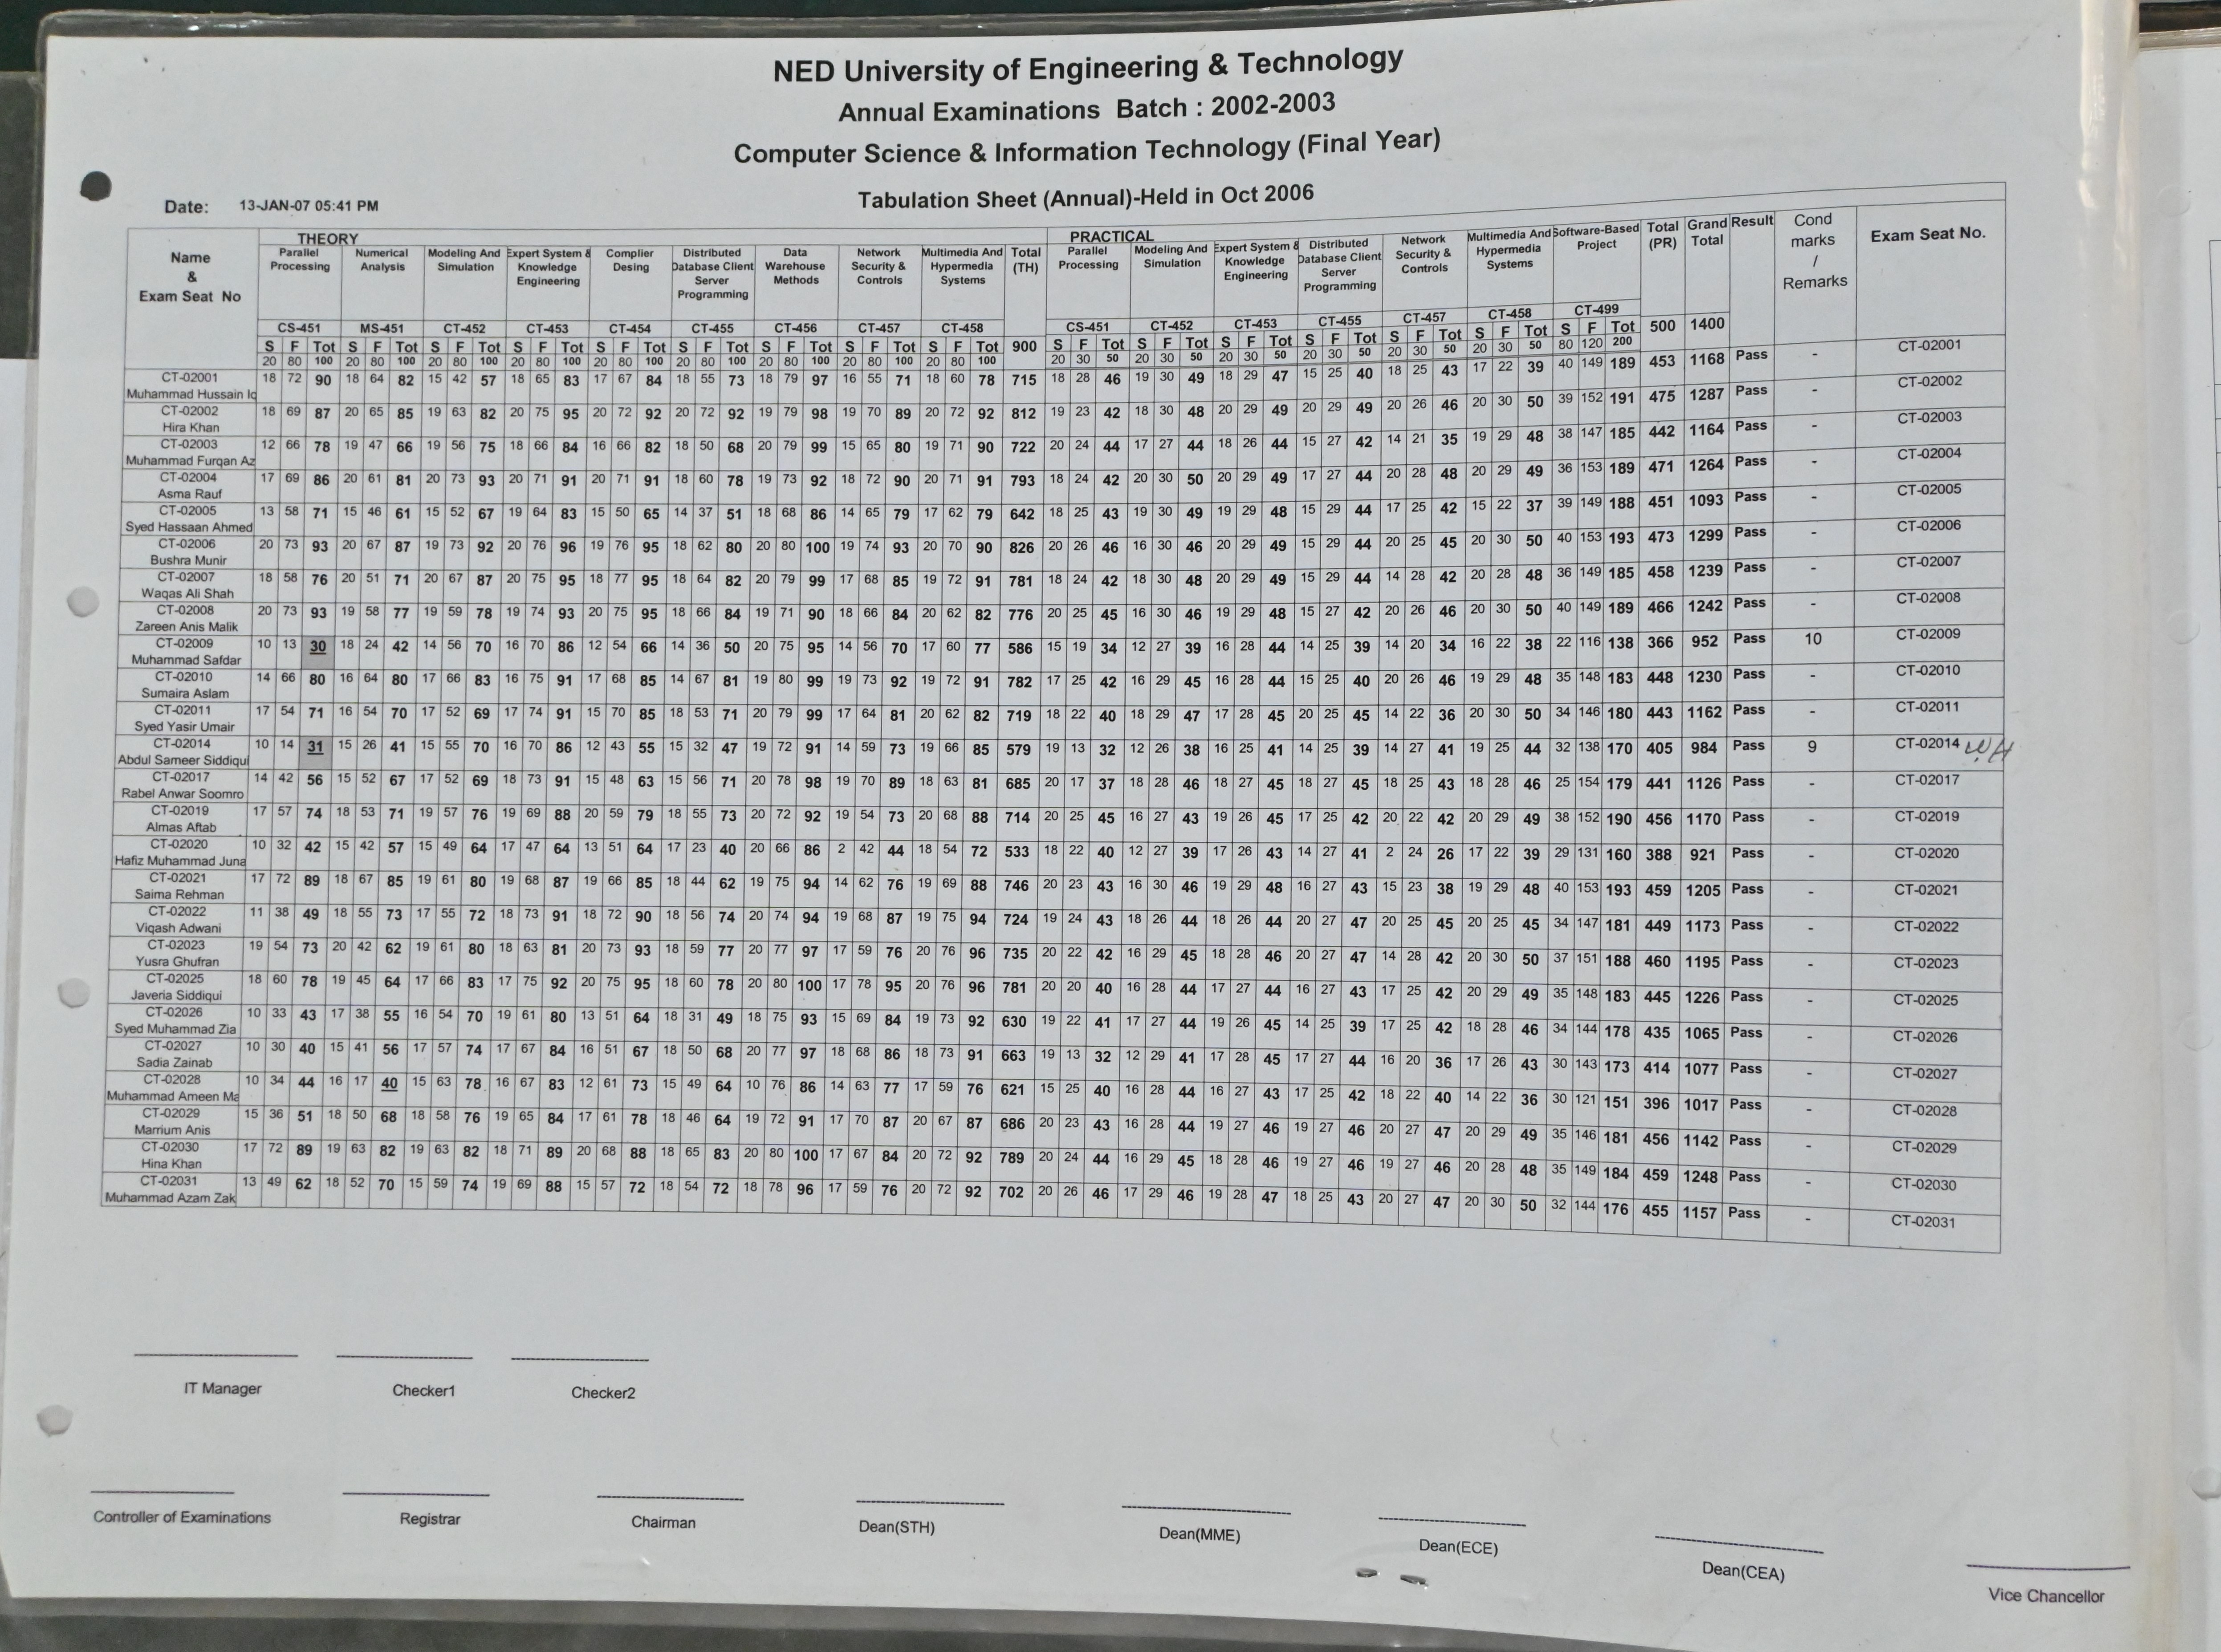 NED University of Engineering & Technology
Annual Examinations Batch : 2002-2003
Computer Science & Information Technology (Final Year)
Tabulation Sheet (Annual)-Held in Oct 2006
Date: 13-JAN-07 05:41 PM
Name & Exam Seat No
THEORY
Parallel Processing Numerical Analysis Modeling And Simulation Expert System & Knowledge Engineering Complier Desing Distributed Database Client Server Programming Data Warehouse Methods Network Security & Controls Multimedia And Hypermedia Systems Total (TH)
PRACTICAL
Parallel Processing Modeling And Simulation Expert System & Knowledge Engineering Distributed Database Client Server Programming Network Security & Controls Multimedia And Hypermedia Systems Software-Based Project Total (PR) Grand Total Result Cond marks / Remarks Exam Seat No.
CS-451 MS-451 CT-452 CT-453 CT-454 CT-455 CT-456 CT-457 CT-458 CS-451 CT-452 CT-453 CT-455 CT-457 CT-458 CT-499
S F Tot S F Tot S F Tot S F Tot S F Tot S F Tot S F Tot S F Tot S F Tot 900 S F Tot S F Tot S F Tot S F Tot S F Tot S F Tot S F Tot 500 1400
20 80 100 20 80 100 20 80 100 20 80 100 20 80 100 20 80 100 20 80 100 20 80 100 20 80 100 20 30 50 20 30 50 20 30 50 20 30 50 20 30 50 20 30 50 80 120 200
CT-02001 18 72 90 18 64 82 15 42 57 18 65 83 17 67 84 18 55 73 18 79 97 16 55 71 18 60 78 715 18 28 46 19 30 49 18 29 47 15 25 40 18 25 43 17 22 39 40 149 189 453 1168 Pass - CT-02001
Muhammad Hussain Iq
CT-02002 18 69 87 20 65 85 19 63 82 20 75 95 20 72 92 20 72 92 19 79 98 19 70 89 20 72 92 812 19 23 42 18 30 48 20 29 49 20 29 49 20 26 46 20 30 50 39 152 191 475 1287 Pass - CT-02002
Hira Khan
CT-02003 12 66 78 19 47 66 19 56 75 18 66 84 16 66 82 18 50 68 20 79 99 15 65 80 19 71 90 722 20 24 44 17 27 44 18 26 44 15 27 42 14 21 35 19 29 48 38 147 185 442 1164 Pass - CT-02003
Muhammad Furqan Az
CT-02004 17 69 86 20 61 81 20 73 93 20 71 91 20 71 91 18 60 78 19 73 92 18 72 90 20 71 91 793 18 24 42 20 30 50 20 29 49 17 27 44 20 28 48 20 29 49 36 153 189 471 1264 Pass - CT-02004
Asma Rauf
CT-02005 13 58 71 15 46 61 15 52 67 19 64 83 15 50 65 14 37 51 18 68 86 14 65 79 17 62 79 642 18 25 43 19 30 49 19 29 48 15 29 44 17 25 42 15 22 37 39 149 188 451 1093 Pass - CT-02005
Syed Hassaan Ahmed
CT-02006 20 73 93 20 67 87 19 73 92 20 76 96 19 76 95 18 62 80 20 80 100 19 74 93 20 70 90 826 20 26 46 16 30 46 20 29 49 15 29 44 20 25 45 20 30 50 40 153 193 473 1299 Pass - CT-02006
Bushra Munir
CT-02007 18 58 76 20 51 71 20 67 87 20 75 95 18 77 95 18 64 82 20 79 99 17 68 85 19 72 91 781 18 24 42 18 30 48 20 29 49 15 29 44 14 28 42 20 28 48 36 149 185 458 1239 Pass - CT-02007
Waqas Ali Shah
CT-02008 20 73 93 19 58 77 19 59 78 19 74 93 20 75 95 18 66 84 19 71 90 18 66 84 20 62 82 776 20 25 45 16 30 46 19 29 48 15 27 42 20 26 46 20 30 50 40 149 189 466 1242 Pass - CT-02008
Zareen Anis Malik
CT-02009 10 13 30 18 24 42 14 56 70 16 70 86 12 54 66 14 36 50 20 75 95 14 56 70 17 60 77 586 15 19 34 12 27 39 16 28 44 14 25 39 14 20 34 16 22 38 22 116 138 366 952 Pass 10 CT-02009
Muhammad Safdar
CT-02010 14 66 80 16 64 80 17 66 83 16 75 91 17 68 85 14 67 81 19 80 99 19 73 92 19 72 91 782 17 25 42 16 29 45 16 28 44 15 25 40 20 26 46 19 29 48 35 148 183 448 1230 Pass - CT-02010
Sumaira Aslam
CT-02011 17 54 71 16 54 70 17 52 69 17 74 91 15 70 85 18 53 71 20 79 99 17 64 81 20 62 82 719 18 22 40 18 29 47 17 28 45 20 25 45 14 22 36 20 30 50 34 146 180 443 1162 Pass - CT-02011
Syed Yasir Umair
CT-02014 10 14 31 15 26 41 15 55 70 16 70 86 12 43 55 15 32 47 19 72 91 14 59 73 19 66 85 579 19 13 32 12 26 38 16 25 41 14 25 39 14 27 41 19 25 44 32 138 170 405 984 Pass 9 CT-02014
Abdul Sameer Siddiqui
CT-02017 14 42 56 15 52 67 17 52 69 18 73 91 15 48 63 15 56 71 20 78 98 19 70 89 18 63 81 685 20 17 37 18 28 46 18 27 45 18 27 45 18 25 43 18 28 46 25 154 179 441 1126 Pass - CT-02017
Rabel Anwar Soomro
CT-02019 17 57 74 18 53 71 19 57 76 19 69 88 20 59 79 18 55 73 20 72 92 19 54 73 20 68 88 714 20 25 45 16 27 43 19 26 45 17 25 42 20 22 42 20 29 49 38 152 190 456 1170 Pass - CT-02019
Almas Aftab
CT-02020 10 32 42 15 42 57 15 49 64 17 47 64 13 51 64 17 23 40 20 66 86 2 42 44 18 54 72 533 18 22 40 12 27 39 17 26 43 14 27 41 2 24 26 17 22 39 29 131 160 388 921 Pass - CT-02020
Hafiz Muhammad Juna
CT-02021 17 72 89 18 67 85 19 61 80 19 68 87 19 66 85 18 44 62 19 75 94 14 62 76 19 69 88 746 20 23 43 16 30 46 19 29 48 16 27 43 15 23 38 19 29 48 40 153 193 459 1205 Pass - CT-02021
Saima Rehman
CT-02022 11 38 49 18 55 73 17 55 72 18 73 91 18 72 90 18 56 74 20 74 94 19 68 87 19 75 94 724 19 24 43 18 26 44 18 26 44 20 27 47 20 25 45 20 25 45 34 147 181 449 1173 Pass - CT-02022
Viqash Adwani
CT-02023 19 54 73 20 42 62 19 61 80 18 63 81 20 73 93 18 59 77 20 77 97 17 59 76 20 76 96 735 20 22 42 16 29 45 18 28 46 20 27 47 14 28 42 20 30 50 37 151 188 460 1195 Pass - CT-02023
Yusra Ghufran
CT-02025 18 60 78 19 45 64 17 66 83 17 75 92 20 75 95 18 60 78 20 80 100 17 78 95 20 76 96 781 20 20 40 16 28 44 17 27 44 16 27 43 17 25 42 20 29 49 35 148 183 445 1226 Pass - CT-02025
Javeria Siddiqui
CT-02026 10 33 43 17 38 55 16 54 70 19 61 80 13 51 64 18 31 49 18 75 93 15 69 84 19 73 92 630 19 22 41 17 27 44 19 26 45 14 25 39 17 25 42 18 28 46 34 144 178 435 1065 Pass - CT-02026
Syed Muhammad Zia
CT-02027 10 30 40 15 41 56 17 57 74 17 67 84 16 51 67 18 50 68 20 77 97 18 68 86 18 73 91 663 19 13 32 12 29 41 17 28 45 17 27 44 16 20 36 17 26 43 30 143 173 414 1077 Pass - CT-02027
Sadia Zainab
CT-02028 10 34 44 16 17 40 15 63 78 16 67 83 12 61 73 15 49 64 10 76 86 14 63 77 17 59 76 621 15 25 40 16 28 44 16 27 43 17 25 42 18 22 40 14 22 36 30 121 151 396 1017 Pass - CT-02028
Muhammad Ameen Ma
CT-02029 15 36 51 18 50 68 18 58 76 19 65 84 17 61 78 18 46 64 19 72 91 17 70 87 20 67 87 686 20 23 43 16 28 44 19 27 46 19 27 46 20 27 47 20 29 49 35 146 181 456 1142 Pass - CT-02029
Marrium Anis
CT-02030 17 72 89 19 63 82 19 63 82 18 71 89 20 68 88 18 65 83 20 80 100 17 67 84 20 72 92 789 20 24 44 16 29 45 18 28 46 19 27 46 19 27 46 20 28 48 35 149 184 459 1248 Pass - CT-02030
Hina Khan
CT-02031 13 49 62 18 52 70 15 59 74 19 69 88 15 57 72 18 54 72 18 78 96 17 59 76 20 72 92 702 20 26 46 17 29 46 19 28 47 18 25 43 20 27 47 20 30 50 32 144 176 455 1157 Pass - CT-02031
Muhammad Azam Zak
IT Manager Checker1 Checker2
Controller of Examinations Registrar Chairman Dean(STH) Dean(MME) Dean(ECE) Dean(CEA) Vice Chancellor